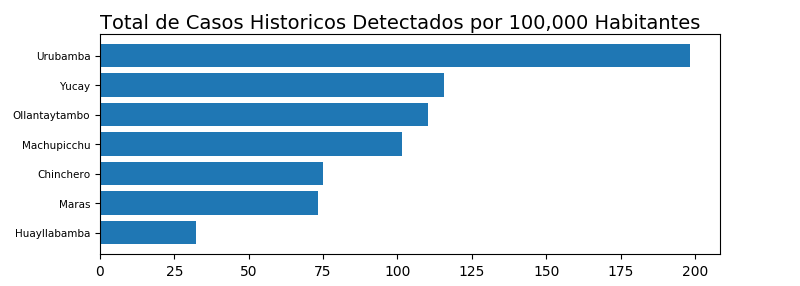 Total de Casos Historicos Detectados por 100,000 Habitantes
Urubamba
Yucay
Ollantaytambo
Machupicchu
Chinchero
Maras
Huayllabamba
0 25 50 75 100 125 150 175 200